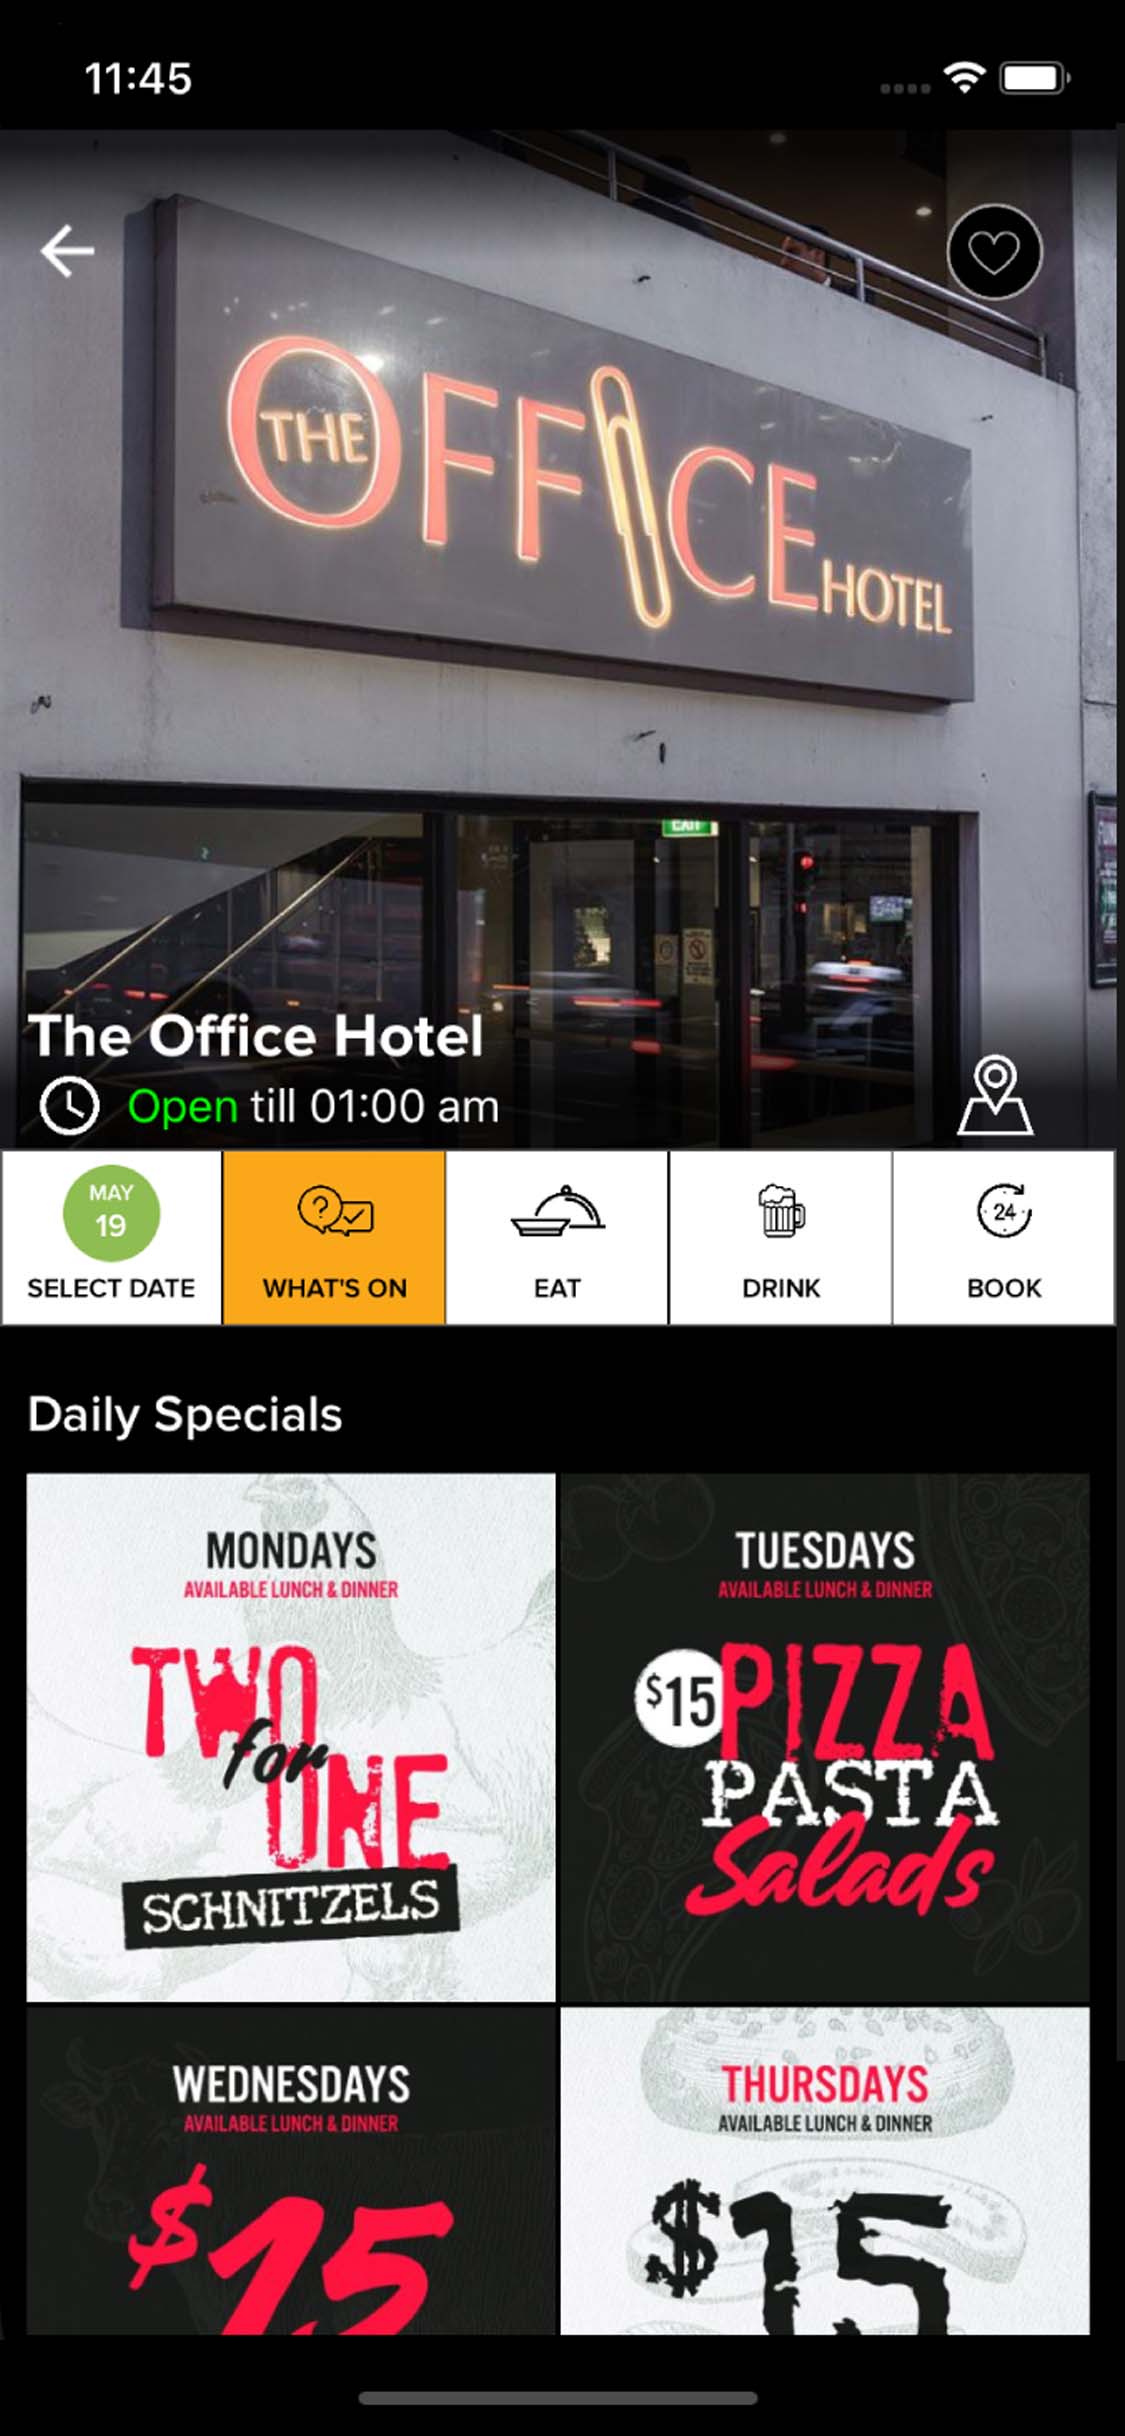 11:45
THE OFFICE HOTEL
EXIT
The Office Hotel
Open till 01:00 am
MAY
19
24
SELECT DATE
WHAT'S ON
EAT
DRINK
BOOK
Daily Specials
MONDAYS
AVAILABLE LUNCH & DINNER
TWO
for
ONE
SCHNITZELS
TUESDAYS
AVAILABLE LUNCH & DINNER
$15 PIZZA
PASTA
Salads
WEDNESDAYS
AVAILABLE LUNCH & DINNER
$15
THURSDAYS
AVAILABLE LUNCH & DINNER
$15